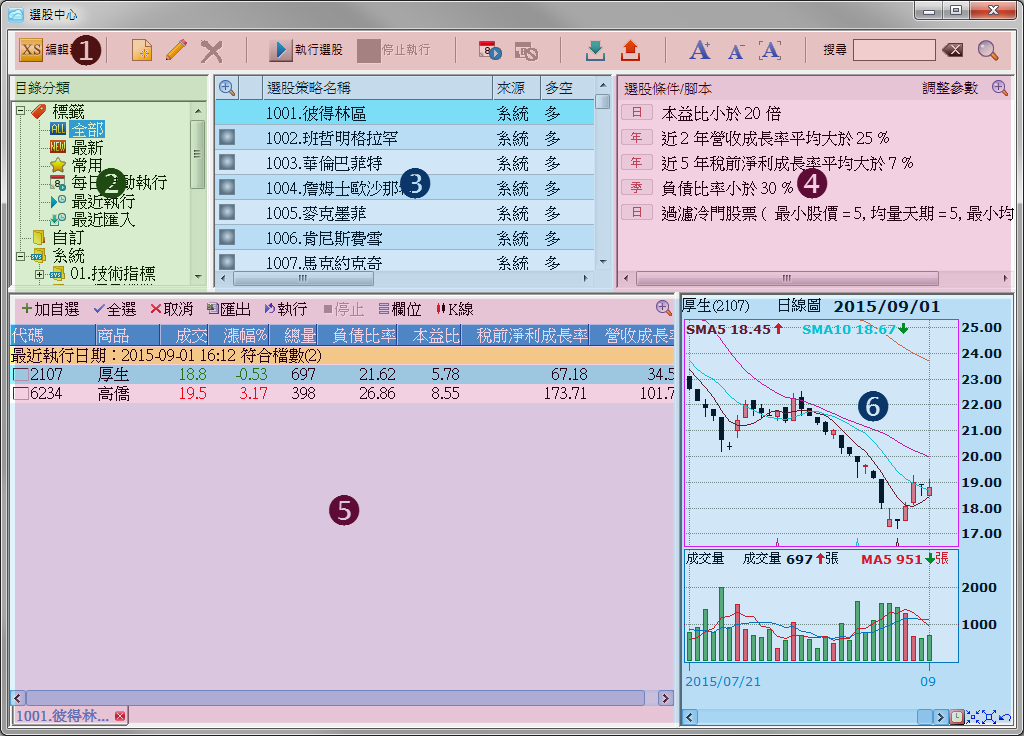 選股中心
XS 編輯 1 執行選股 停止執行 A+ A- [A] 搜尋
目錄分類
標籤
ALL 全部
NEW 最新
常用
每日 動執行
2
最近執行
最近匯入
自訂
系統
01.技術指標
選股策略名稱 來源 多空
1001.彼得林區 系統 多
1002.班哲明格拉罕 系統 多
1003.華倫巴菲特 系統 多
1004.詹姆士歐沙那 系統 多
3
1005.麥克墨菲 系統 多
1006.肯尼斯費雪 系統 多
1007.馬克約克奇 系統 多
選股條件/腳本 調整參數
日 本益比小於 20 倍
年 近 2 年營收成長率平均大於 25 %
年 近 5 年稅前淨利成長率平均大於 7 %
季 負債比率小於 30 %
4
日 過濾冷門股票 ( 最小股價 = 5, 均量天期 = 5, 最小均
+加自選 全選 取消 匯出 執行 停止 欄位 K線
代碼 商品 成交 漲幅% 總量 負債比率 本益比 稅前淨利成長率 營收成長率
最近執行日期：2015-09-01 16:12 符合檔數(2)
2107 厚生 18.8 -0.53 697 21.62 5.78 67.18 34.5
6234 高僑 19.5 3.17 398 26.86 8.55 173.71 101.7
5
1001.彼得林...
厚生(2107) 日線圖 2015/09/01
SMA5 18.45 SMA10 18.67
25.00
24.00
23.00
22.00
21.00
20.00
19.00
18.00
17.00
6
成交量 成交量 697 張 MA5 951 張
2000
1000
2015/07/21 09